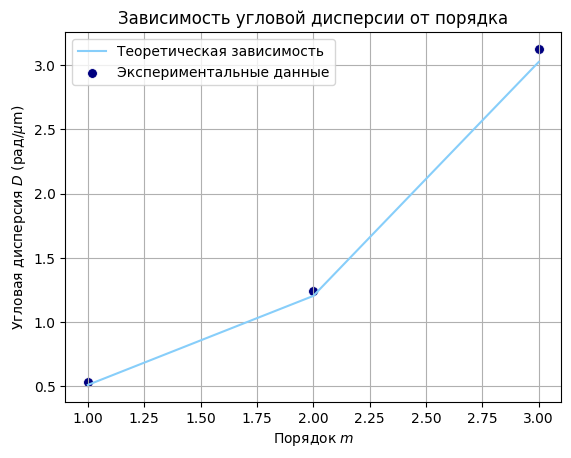 Зависимость угловой дисперсии от порядка
Теоретическая зависимость
Экспериментальные данные
3.0
2.5
2.0
1.5
1.0
0.5
Угловая дисперсия D (рад/μm)
1.00 1.25 1.50 1.75 2.00 2.25 2.50 2.75 3.00
Порядок m